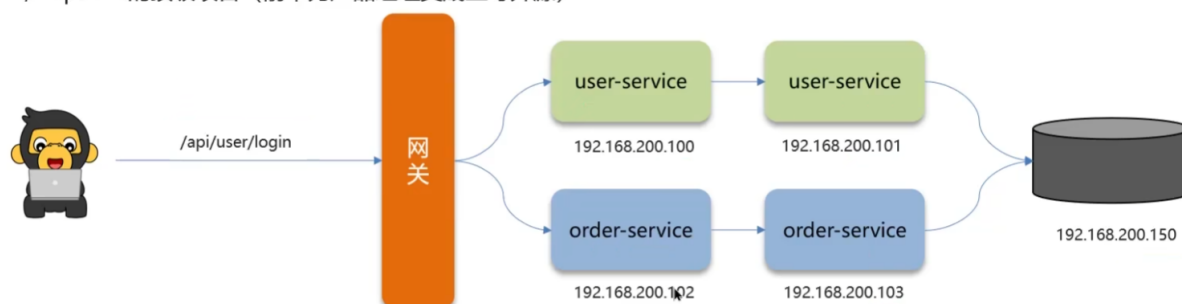 /api/user/login
网关
user-service
192.168.200.100
user-service
192.168.200.101
order-service
192.168.200.102
order-service
192.168.200.103
192.168.200.150